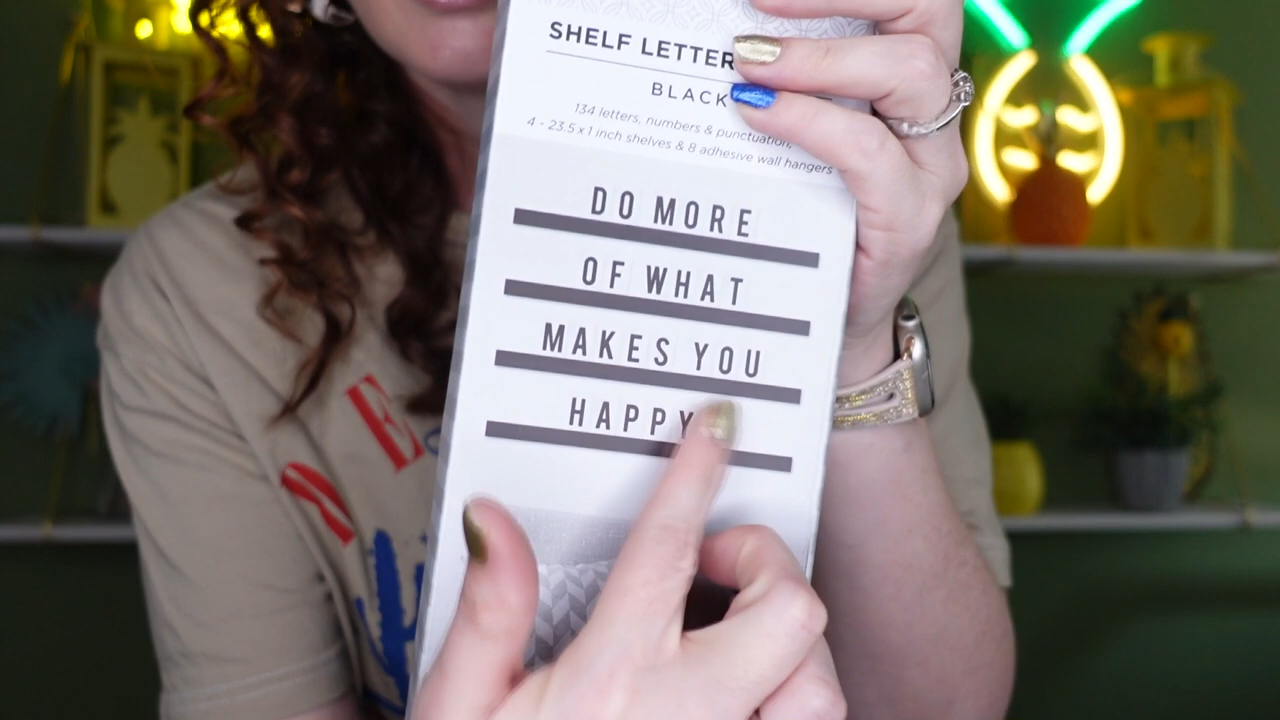 SHELF LETTER
BLACK
134 letters, numbers & punctuation,
4 - 23.5 x 1 inch shelves & 8 adhesive wall hangers
DO MORE
OF WHAT
MAKES YOU
HAPPY